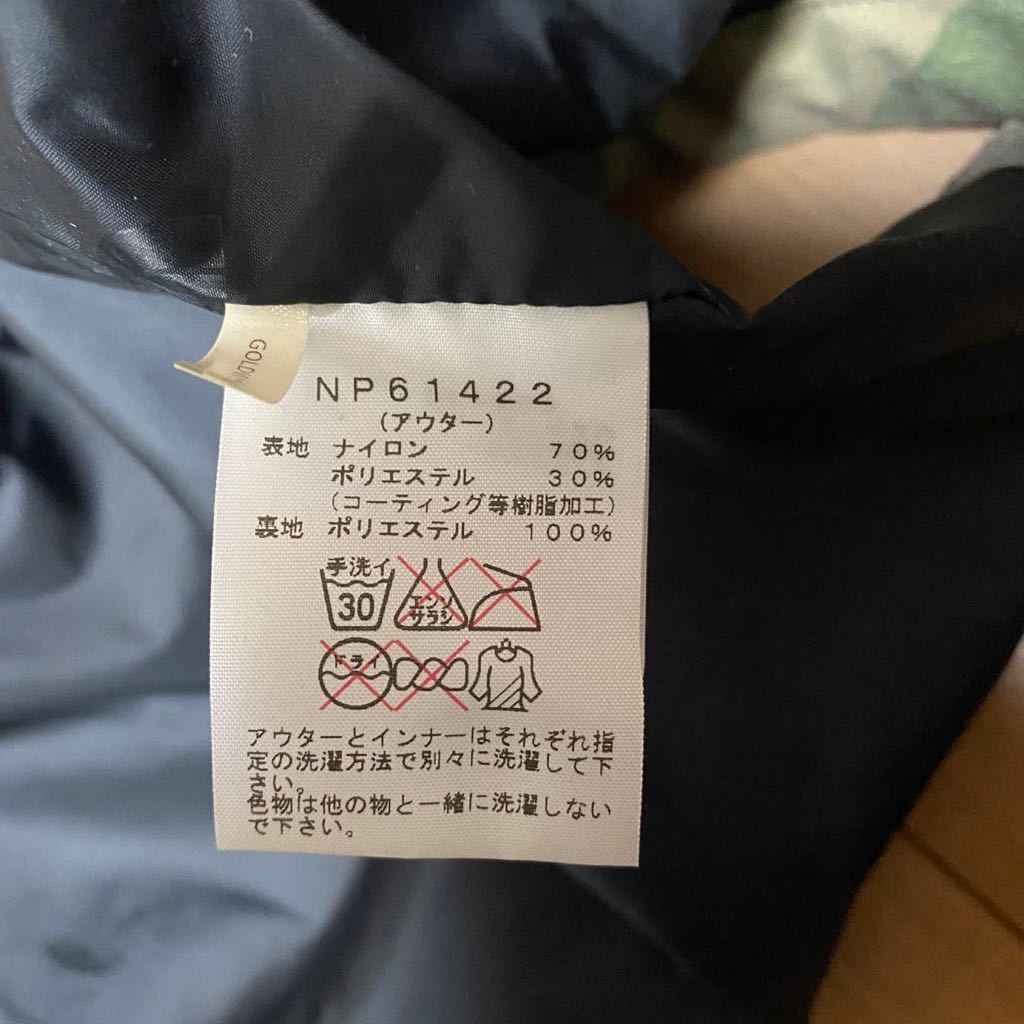 NP61422
(アウター)
表地 ナイロン 70%
ポリエステル 30%
(コーティング等樹脂加工)
裏地 ポリエステル 100%
手洗イ
30
エンソ
サラシ
ドライ
アウターとインナーはそれぞれ指
定の洗濯方法で別々に洗濯して下
さい。
色物は他の物と一緒に洗濯しない
で下さい。